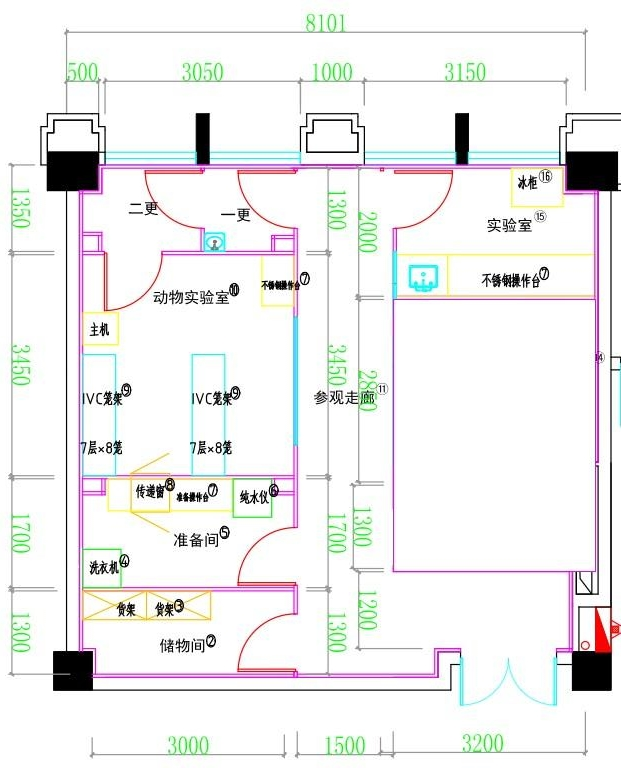 8101
500
3050
1000
3150
冰柜⑯
二更
一更
实验室⑮
1350
1300
2000
动物实验室⑩
不锈钢操作台⑦
不锈钢操作台⑦
主机
3450
3450
280
参观走廊⑪
⑭
IVC笼架⑨
IVC笼架⑨
7层×8笼
7层×8笼
传递窗⑧
准备操作台⑦
纯水仪⑥
1700
1700
1300
准备间⑤
洗衣机④
货架
货架③
1300
1300
1200
储物间②
3000
1500
3200